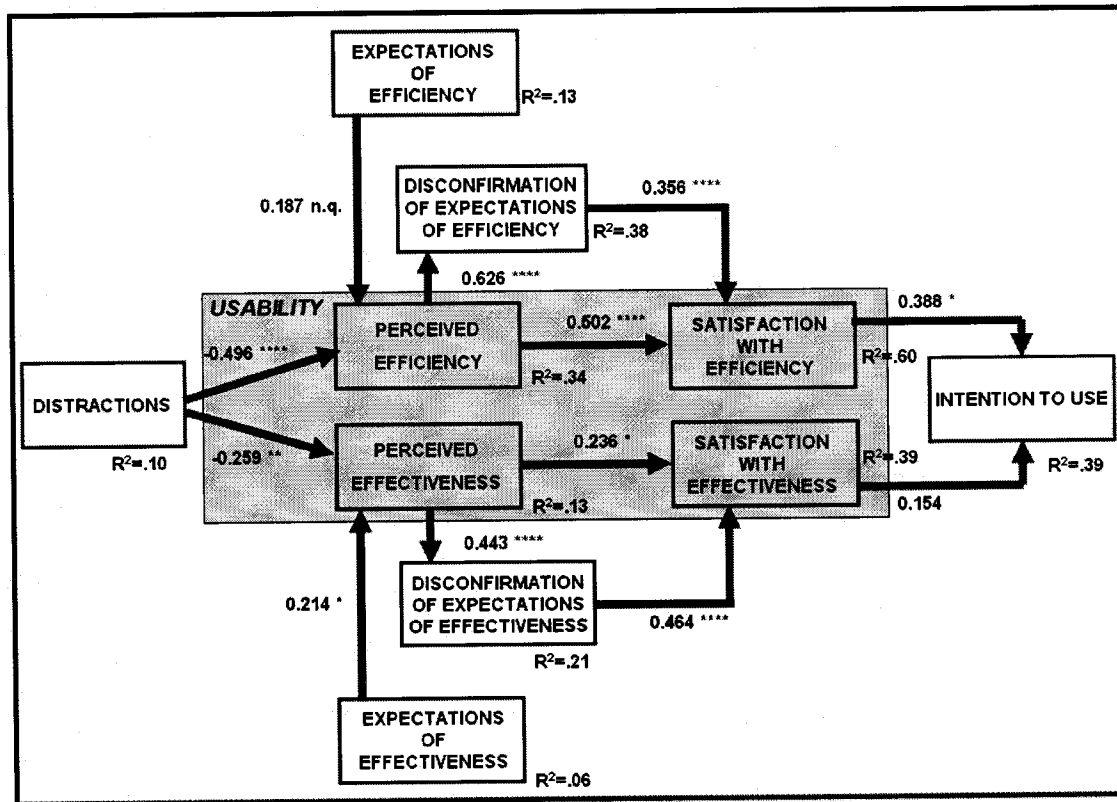 EXPECTATIONS
OF
EFFICIENCY
R²=.13
0.187 n.q.
DISCONFIRMATION
OF EXPECTATIONS
OF EFFICIENCY
R²=.38
0.356 ****
0.626 ****
USABILITY
PERCEIVED
EFFICIENCY
R²=.34
0.502 ****
SATISFACTION
WITH
EFFICIENCY
R²=.60
0.388 *
-0.496 ****
DISTRACTIONS
R²=.10
INTENTION TO USE
R²=.39
-0.259 **
PERCEIVED
EFFECTIVENESS
R²=.13
0.236 *
SATISFACTION
WITH
EFFECTIVENESS
R²=.39
0.154
0.443 ****
0.214 *
DISCONFIRMATION
OF EXPECTATIONS
OF EFFECTIVENESS
R²=.21
0.464 ****
EXPECTATIONS
OF
EFFECTIVENESS
R²=.06